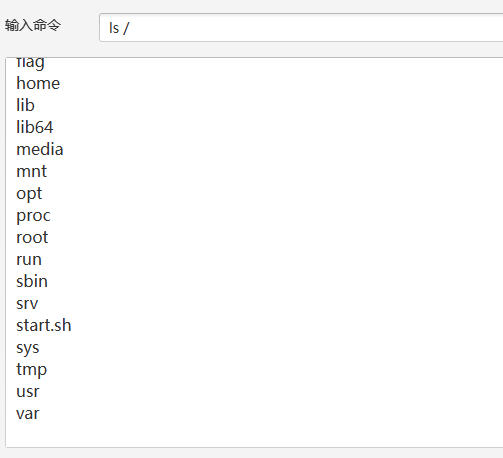 输入命令
ls /
flag
home
lib
lib64
media
mnt
opt
proc
root
run
sbin
srv
start.sh
sys
tmp
usr
var